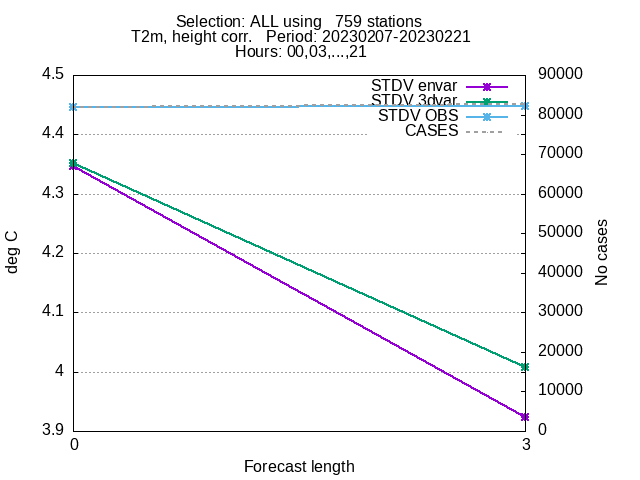 Selection: ALL using   759 stations
T2m, height corr.   Period: 20230207-20230221
Hours: 00,03,...,21
4.5
4.4
4.3
4.2
4.1
4
3.9
90000
80000
70000
60000
50000
40000
30000
20000
10000
0
STDV envar
STDV 3dvar
STDV OBS
CASES
deg C
No cases
0
3
Forecast length